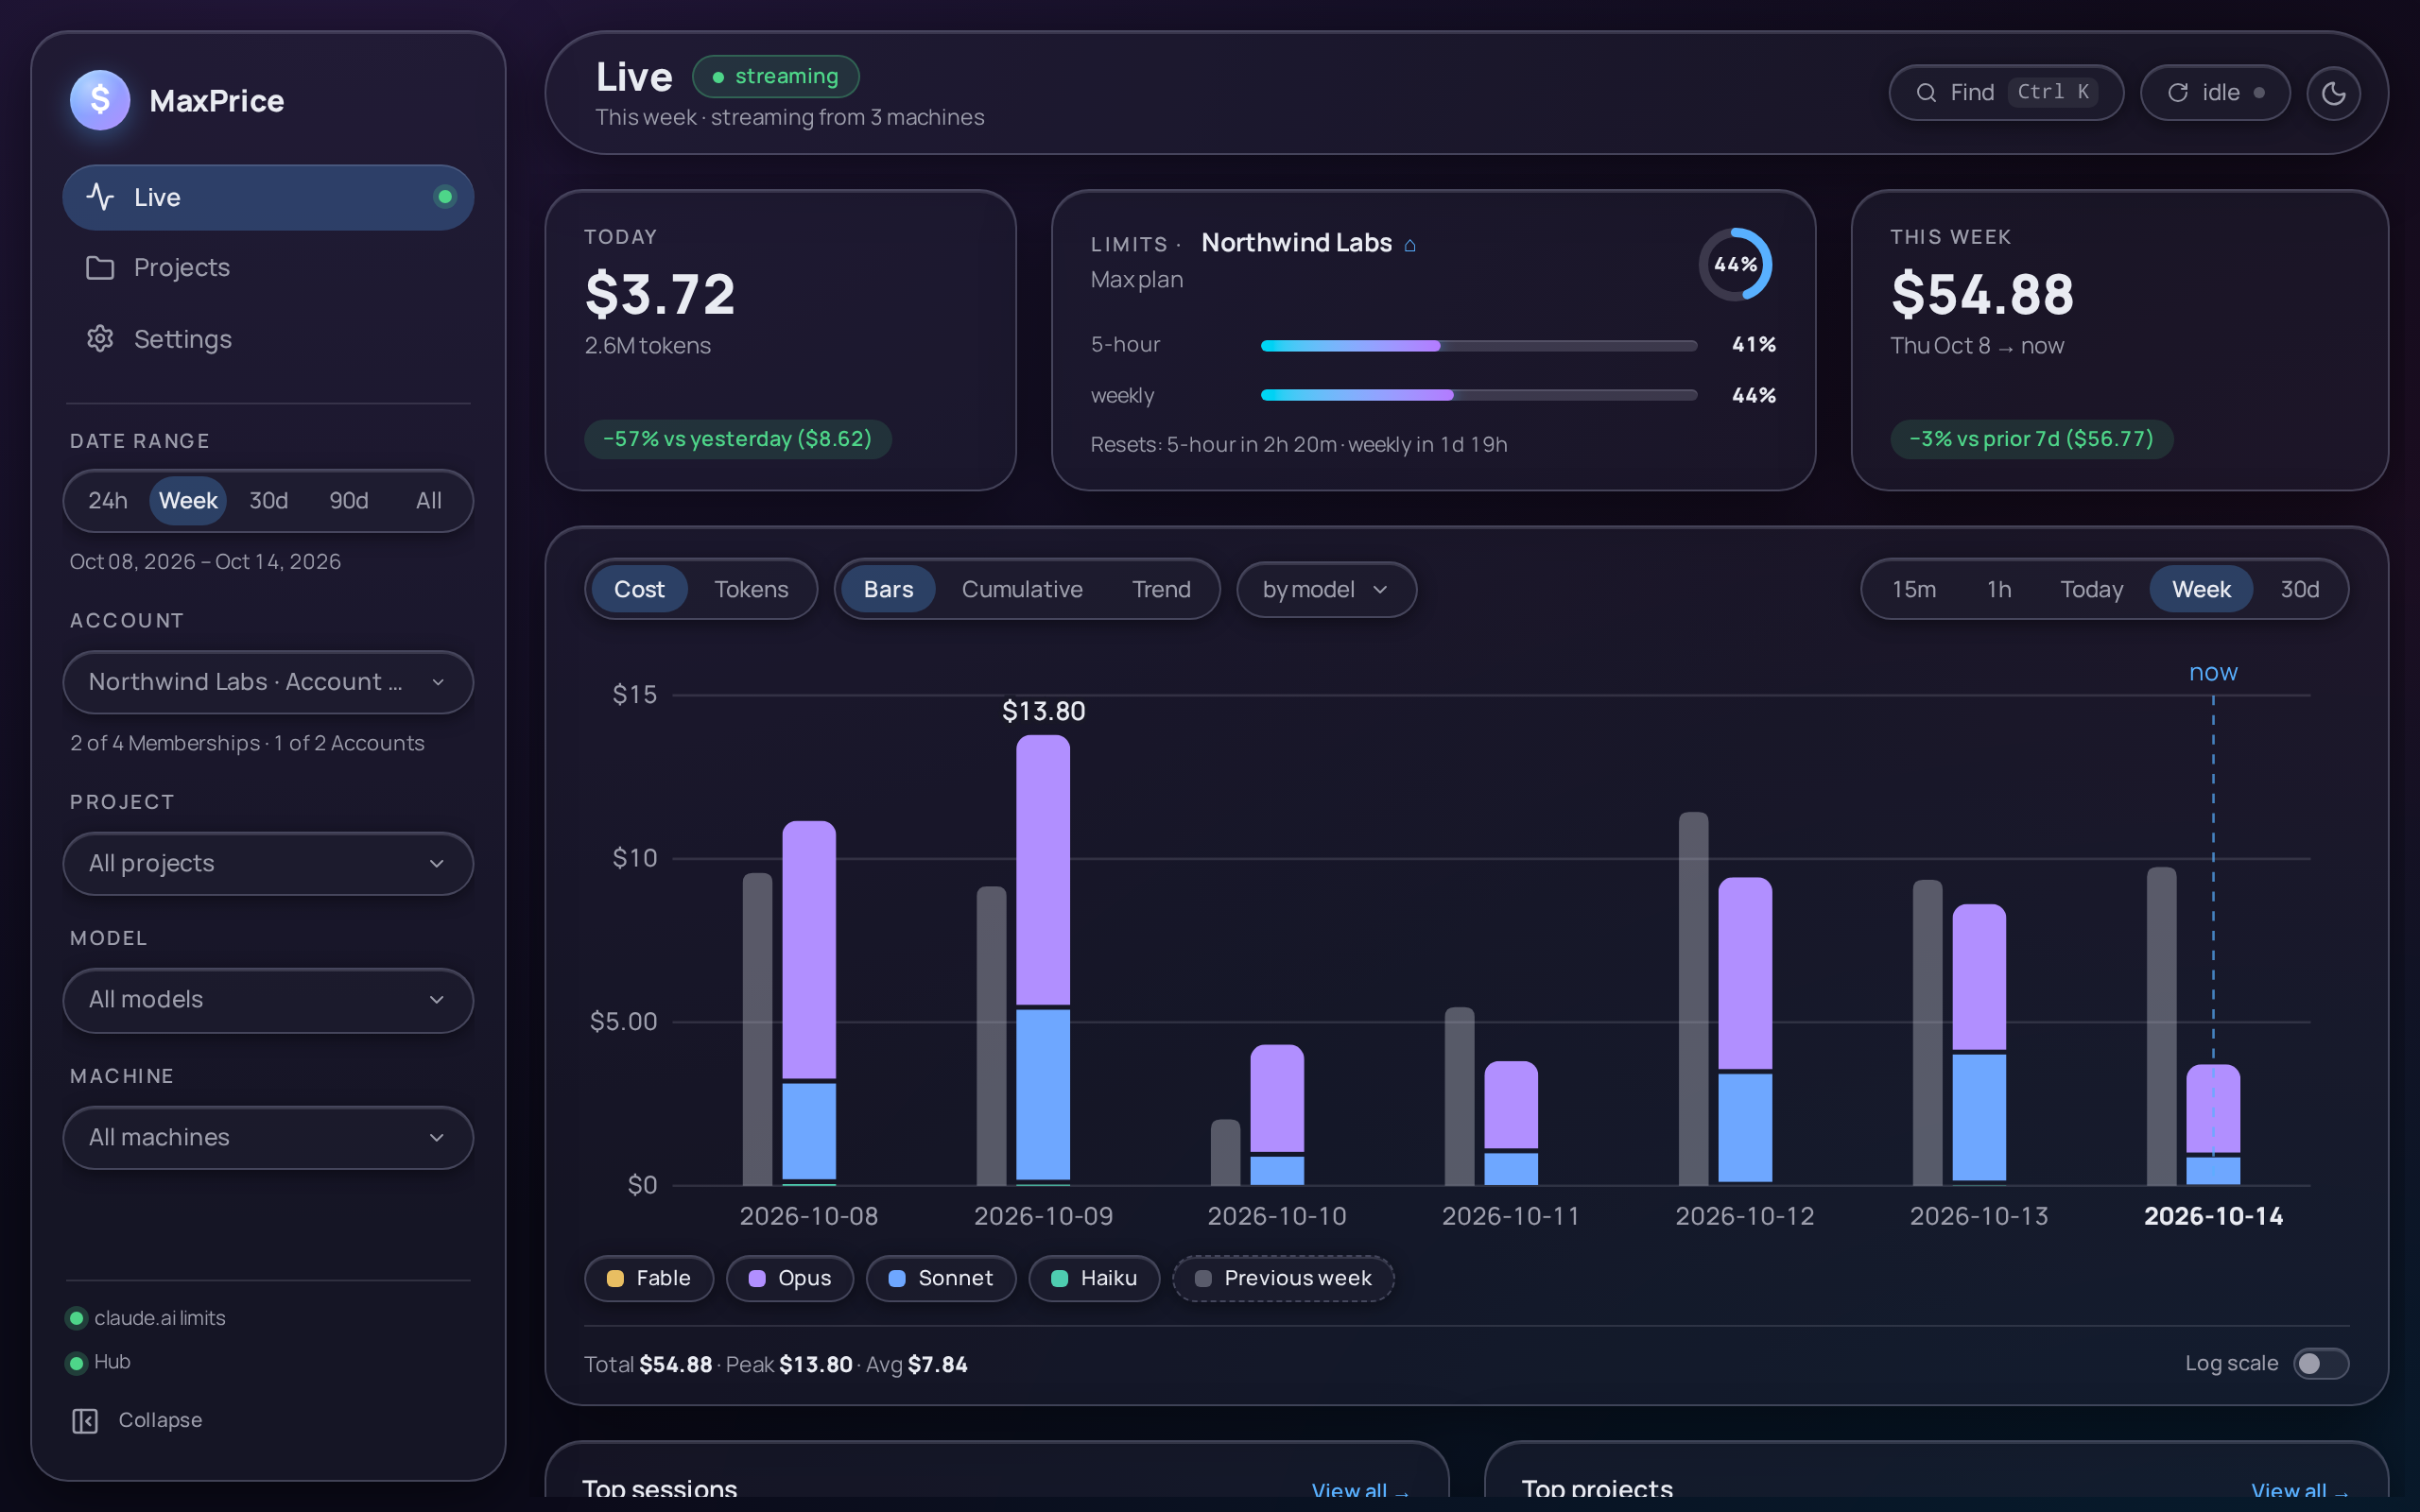 $ MaxPrice
Live
Projects
Settings
DATE RANGE
24h Week 30d 90d All
Oct 08, 2026 – Oct 14, 2026
ACCOUNT
Northwind Labs · Account ...
2 of 4 Memberships · 1 of 2 Accounts
PROJECT
All projects
MODEL
All models
MACHINE
All machines
claude.ai limits
Hub
Collapse
Live streaming
This week · streaming from 3 machines
Find Ctrl K idle
TODAY
$3.72
2.6M tokens
−57% vs yesterday ($8.62)
LIMITS · Northwind Labs ⌂
Max plan
44%
5-hour 41%
weekly 44%
Resets: 5-hour in 2h 20m · weekly in 1d 19h
THIS WEEK
$54.88
Thu Oct 8 → now
−3% vs prior 7d ($56.77)
Cost Tokens Bars Cumulative Trend by model 15m 1h Today Week 30d
now
$15
$13.80
$10
$5.00
$0
2026-10-08 2026-10-09 2026-10-10 2026-10-11 2026-10-12 2026-10-13 2026-10-14
Fable Opus Sonnet Haiku Previous week
Total $54.88 · Peak $13.80 · Avg $7.84 Log scale
Top sessions View all →
Top projects View all →